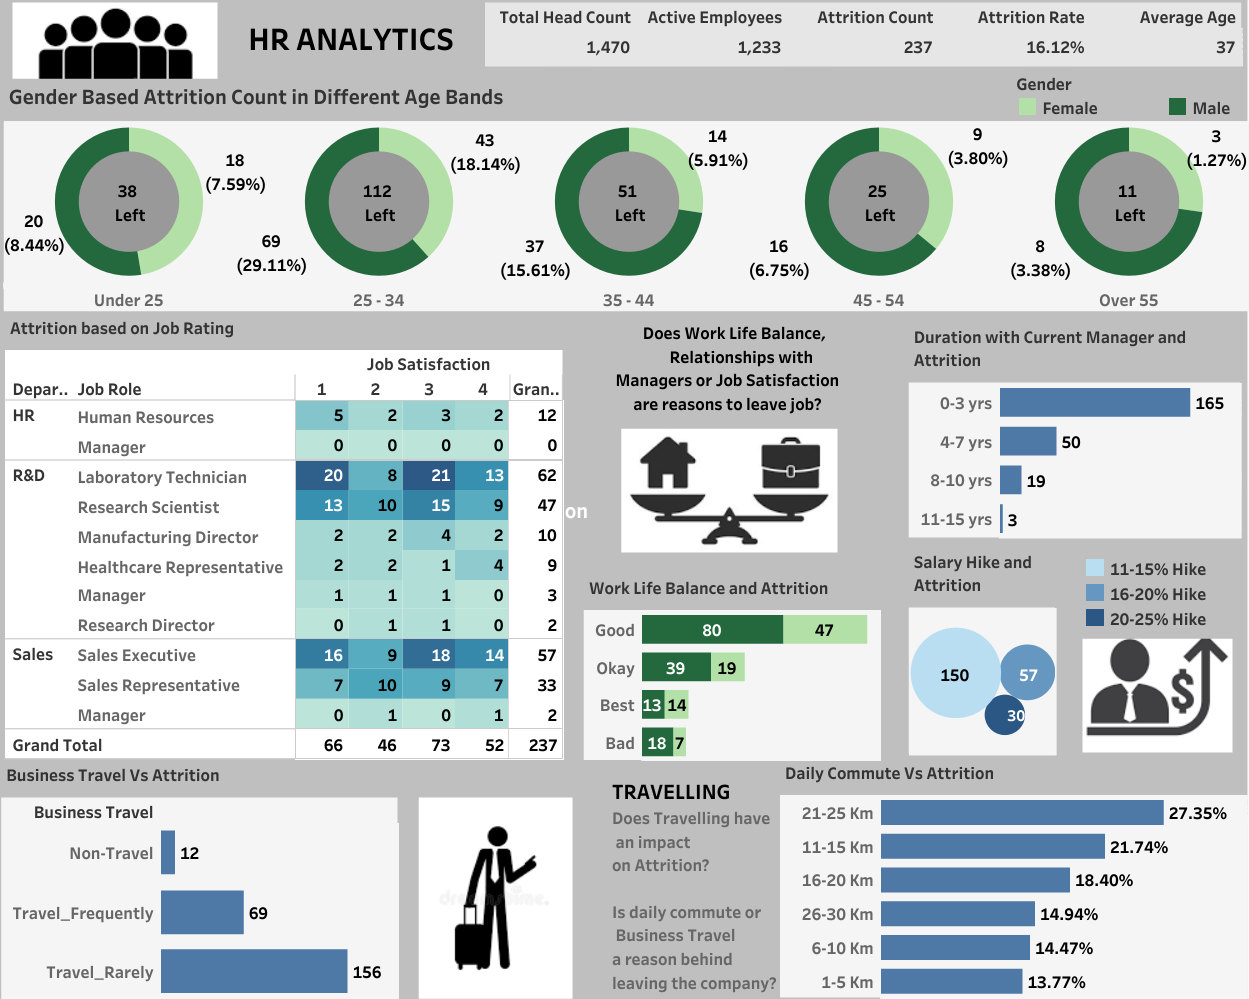 HR ANALYTICS
Total Head Count Active Employees Attrition Count Attrition Rate Average Age
1,470 1,233 237 16.12% 37
Gender Based Attrition Count in Different Age Bands
Gender
Female Male
38
Left
18
(7.59%)
20
(8.44%)
Under 25
112
Left
43
(18.14%)
69
(29.11%)
25 - 34
51
Left
14
(5.91%)
37
(15.61%)
35 - 44
25
Left
9
(3.80%)
16
(6.75%)
45 - 54
11
Left
3
(1.27%)
8
(3.38%)
Over 55
Attrition based on Job Rating
Job Satisfaction
Depar.. Job Role 1 2 3 4 Gran..
HR Human Resources 5 2 3 2 12
Manager 0 0 0 0 0
R&D Laboratory Technician 20 8 21 13 62
Research Scientist 13 10 15 9 47
Manufacturing Director 2 2 4 2 10
Healthcare Representative 2 2 1 4 9
Manager 1 1 1 0 3
Research Director 0 1 1 0 2
Sales Sales Executive 16 9 18 14 57
Sales Representative 7 10 9 7 33
Manager 0 1 0 1 2
Grand Total 66 46 73 52 237
on
Does Work Life Balance,
Relationships with
Managers or Job Satisfaction
are reasons to leave job?
Work Life Balance and Attrition
Good 80 47
Okay 39 19
Best 13 14
Bad 18 7
Duration with Current Manager and
Attrition
0-3 yrs 165
4-7 yrs 50
8-10 yrs 19
11-15 yrs 3
Salary Hike and
Attrition
11-15% Hike
16-20% Hike
20-25% Hike
150
57
30
$
Business Travel Vs Attrition
Business Travel
Non-Travel 12
Travel_Frequently 69
Travel_Rarely 156
TRAVELLING
Does Travelling have
an impact
on Attrition?
Is daily commute or
Business Travel
a reason behind
leaving the company?
Daily Commute Vs Attrition
21-25 Km 27.35%
11-15 Km 21.74%
16-20 Km 18.40%
26-30 Km 14.94%
6-10 Km 14.47%
1-5 Km 13.77%